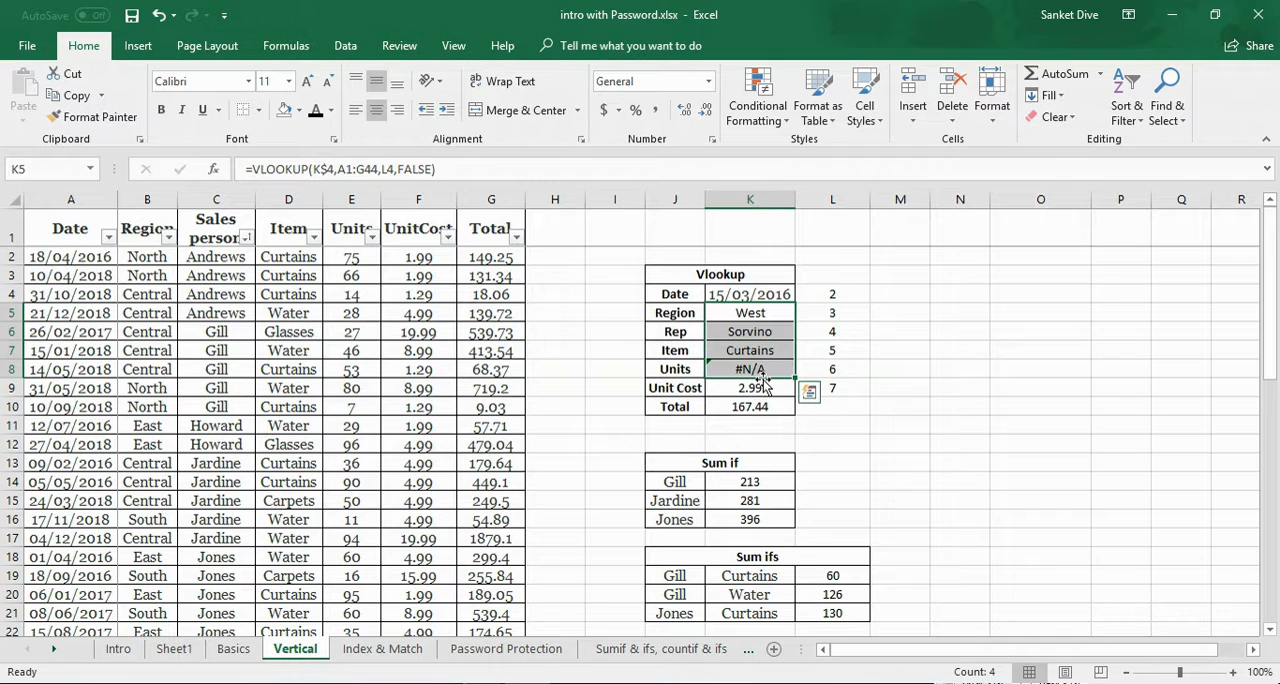 AutoSave Off intro with Password.xlsx - Excel Sanket Dive
File Home Insert Page Layout Formulas Data Review View Help Tell me what you want to do Share
Paste Cut Copy Format Painter Clipboard
Calibri 11 B I U A Font
Wrap Text Merge & Center Alignment
General $ % , Number
Conditional Formatting Format as Table Cell Styles Styles
Insert Delete Format Cells
AutoSum Fill Clear Sort & Filter Find & Select Editing
K5 fx =VLOOKUP(K$4,A1:G44,L4,FALSE)
A B C D E F G H I J K L M N O P Q R
1 Date Region Sales person Item Units UnitCost Total
2 18/04/2016 North Andrews Curtains 75 1.99 149.25
3 10/04/2018 North Andrews Curtains 66 1.99 131.34 Vlookup
4 31/10/2018 Central Andrews Curtains 14 1.29 18.06 Date 15/03/2016 2
5 21/12/2018 Central Andrews Water 28 4.99 139.72 Region West 3
6 26/02/2017 Central Gill Glasses 27 19.99 539.73 Rep Sorvino 4
7 15/01/2018 Central Gill Water 46 8.99 413.54 Item Curtains 5
8 14/05/2018 Central Gill Curtains 53 1.29 68.37 Units #N/A 6
9 31/05/2018 North Gill Water 80 8.99 719.2 Unit Cost 2.99 7
10 10/09/2018 North Gill Curtains 7 1.29 9.03 Total 167.44
11 12/07/2016 East Howard Water 29 1.99 57.71
12 27/04/2018 East Howard Glasses 96 4.99 479.04
13 09/02/2016 Central Jardine Curtains 36 4.99 179.64 Sum if
14 05/05/2016 Central Jardine Curtains 90 4.99 449.1 Gill 213
15 24/03/2018 Central Jardine Carpets 50 4.99 249.5 Jardine 281
16 17/11/2018 South Jardine Water 11 4.99 54.89 Jones 396
17 04/12/2018 Central Jardine Water 94 19.99 1879.1
18 01/04/2016 East Jones Water 60 4.99 299.4 Sum ifs
19 18/09/2016 South Jones Carpets 16 15.99 255.84 Gill Curtains 60
20 06/01/2017 East Jones Curtains 95 1.99 189.05 Gill Water 126
21 08/06/2017 South Jones Water 60 8.99 539.4 Jones Curtains 130
22 15/08/2017 East Jones Curtains 35 4.99 174.65
Intro Sheet1 Basics Vertical Index & Match Password Protection Sumif & ifs, countif & ifs ...
Ready Count: 4 100%